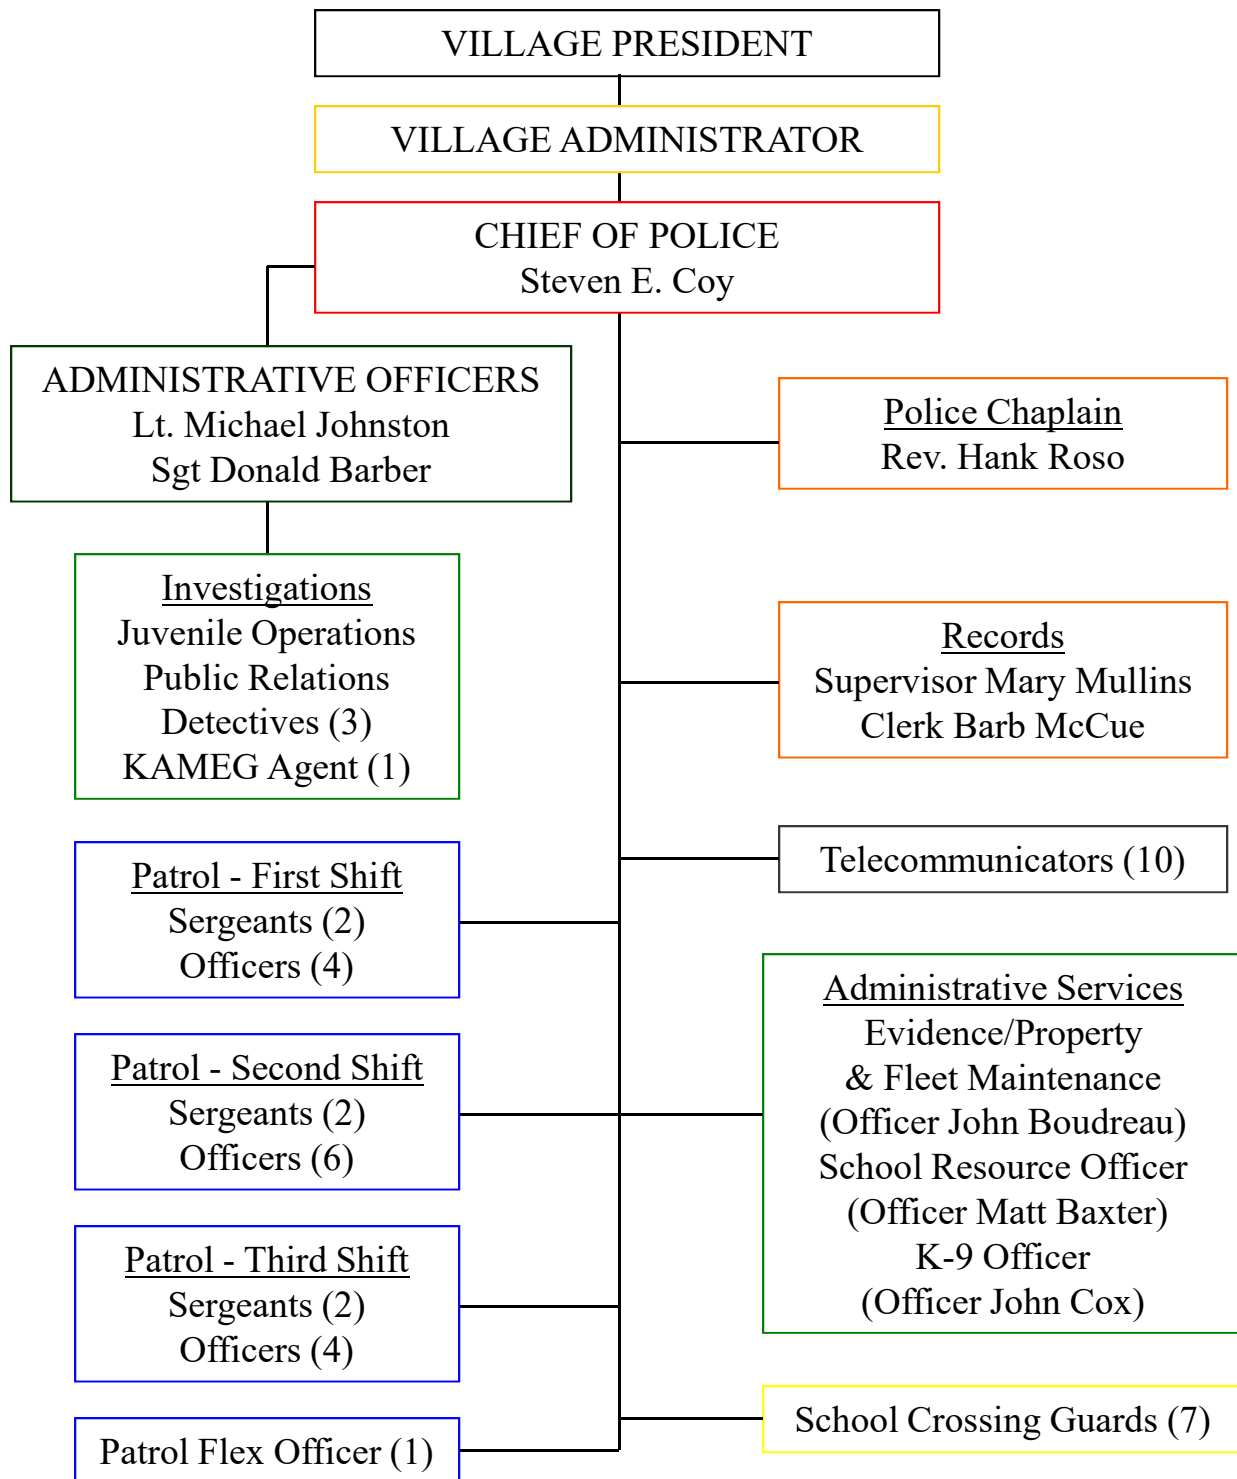 VILLAGE PRESIDENT
VILLAGE ADMINISTRATOR
CHIEF OF POLICE
Steven E. Coy
ADMINISTRATIVE OFFICERS
Lt. Michael Johnston
Sgt Donald Barber
Police Chaplain
Rev. Hank Roso
Investigations
Juvenile Operations
Public Relations
Detectives (3)
KAMEG Agent (1)
Records
Supervisor Mary Mullins
Clerk Barb McCue
Patrol - First Shift
Sergeants (2)
Officers (4)
Telecommunicators (10)
Patrol - Second Shift
Sergeants (2)
Officers (6)
Administrative Services
Evidence/Property
& Fleet Maintenance
(Officer John Boudreau)
School Resource Officer
(Officer Matt Baxter)
K-9 Officer
(Officer John Cox)
Patrol - Third Shift
Sergeants (2)
Officers (4)
School Crossing Guards (7)
Patrol Flex Officer (1)